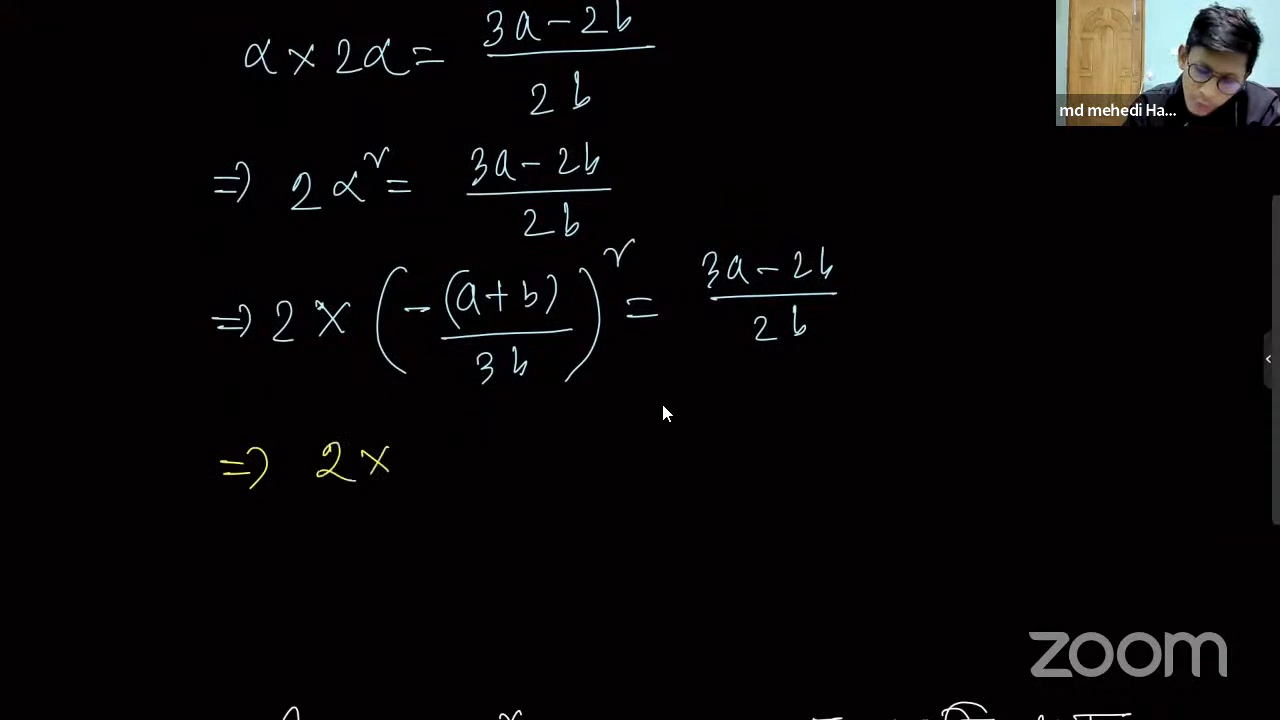 α × 2α = (3a − 2b)/(2b)
md mehedi Ha...
⇒ 2α² = (3a − 2b)/(2b)
⇒ 2 × (−(a+b)/(3b))² = (3a − 2b)/(2b)
⇒ 2 ×
zoom